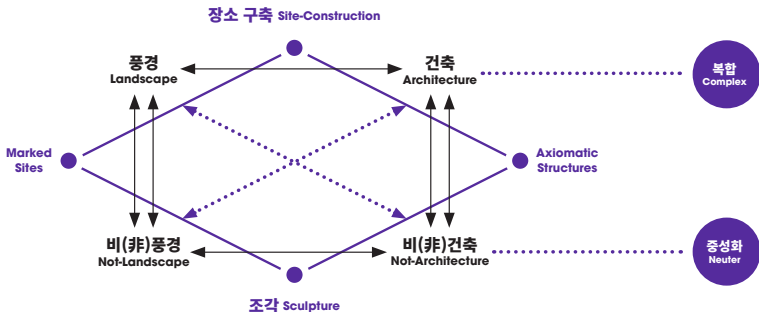 장소 구축 Site-Construction
풍경
Landscape
건축
Architecture
복합
Complex
Marked
Sites
Axiomatic
Structures
비(非)풍경
Not-Landscape
비(非)건축
Not-Architecture
중성화
Neuter
조각 Sculpture